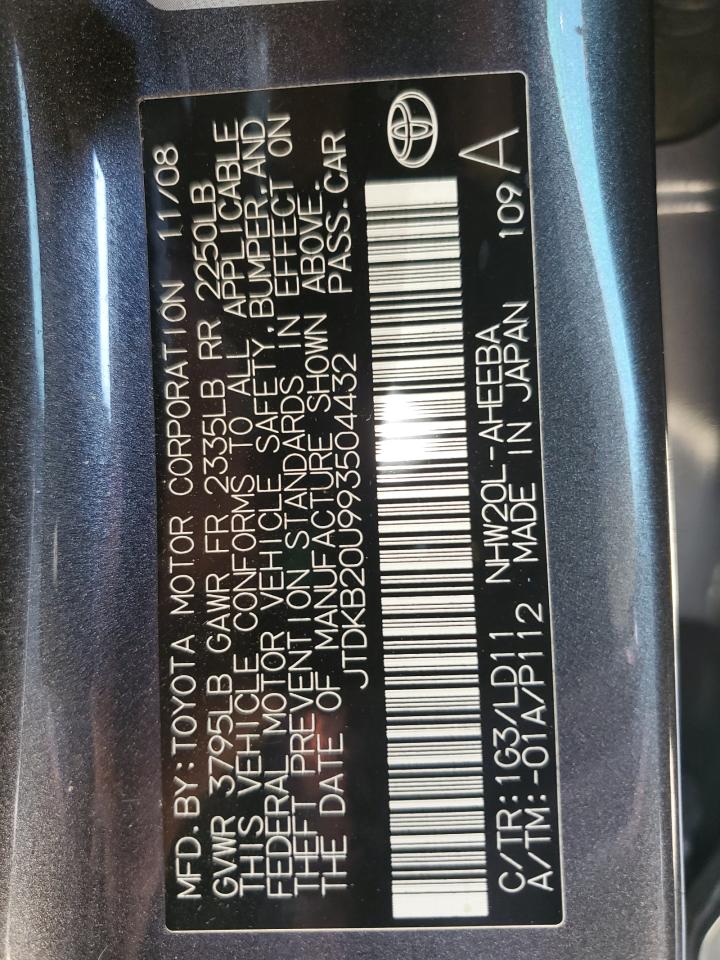 MFD. BY: TOYOTA MOTOR CORPORATION 11/08
GVWR 3795LB GAWR FR 2335LB RR 2250LB
THIS VEHICLE CONFORMS TO ALL APPLICABLE
FEDERAL MOTOR VEHICLE SAFETY, BUMPER, AND
THEFT PREVENTION STANDARDS IN EFFECT ON
THE DATE OF MANUFACTURE SHOWN ABOVE.
JTDKB20U993504432 PASS. CAR
C/TR: 1G3/LD11 NHW20L-AHEEBA 109 A
A/TM: -01A/P112 MADE IN JAPAN